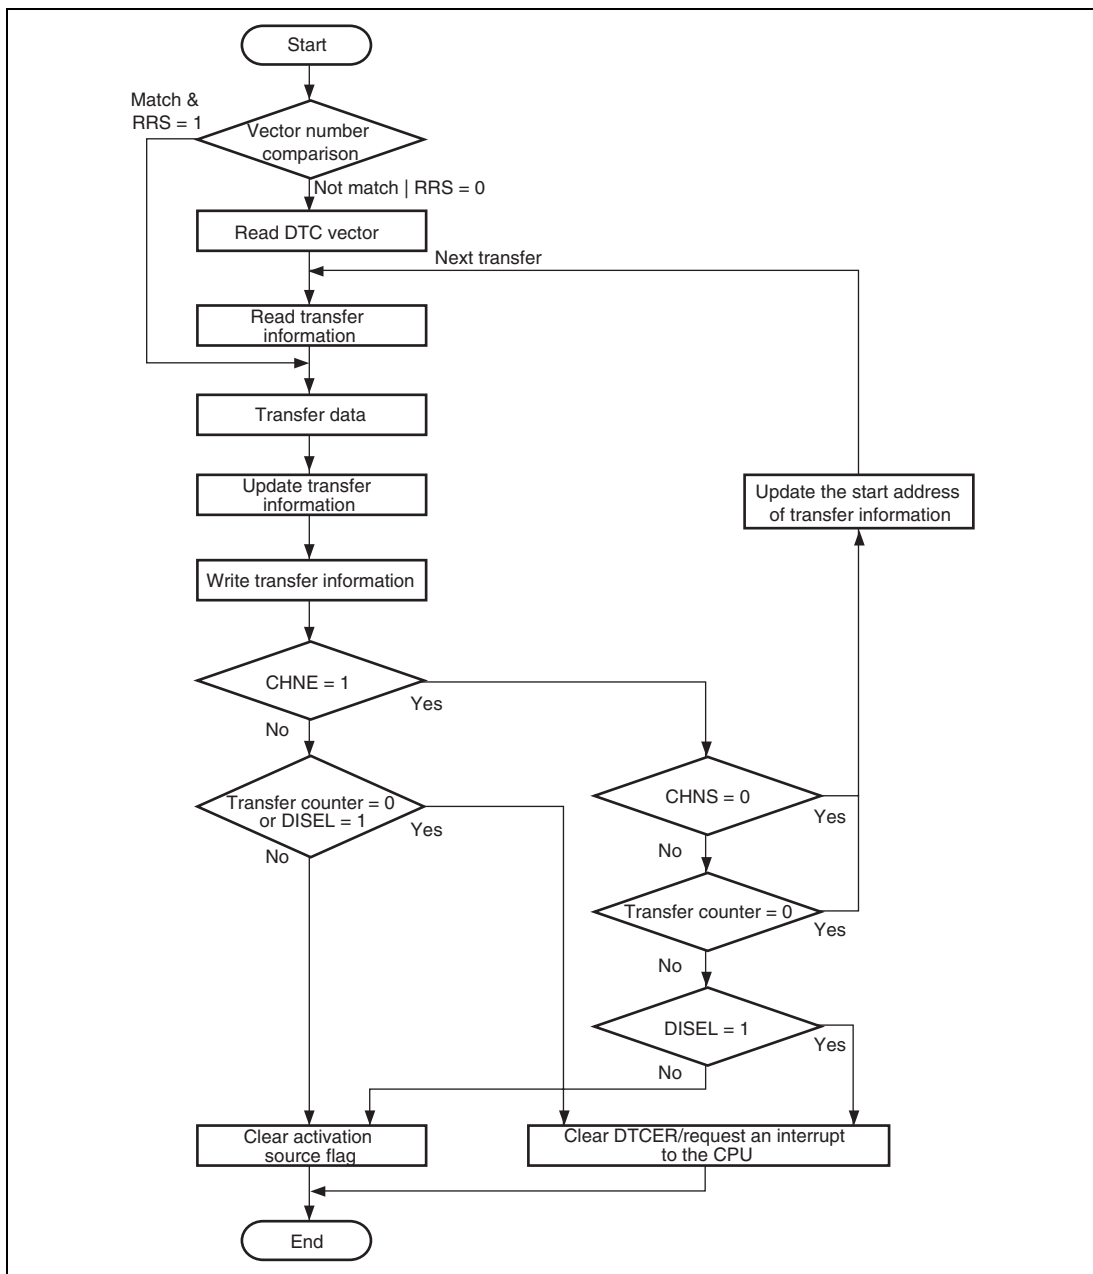 Start
Match &
RRS = 1
Vector number
comparison
Not match | RRS = 0
Read DTC vector
Next transfer
Read transfer
information
Transfer data
Update transfer
information
Update the start address
of transfer information
Write transfer information
CHNE = 1
Yes
No
Transfer counter = 0
or DISEL = 1
Yes
No
CHNS = 0
Yes
No
Transfer counter = 0
Yes
No
DISEL = 1
Yes
No
Clear activation
source flag
Clear DTCER/request an interrupt
to the CPU
End